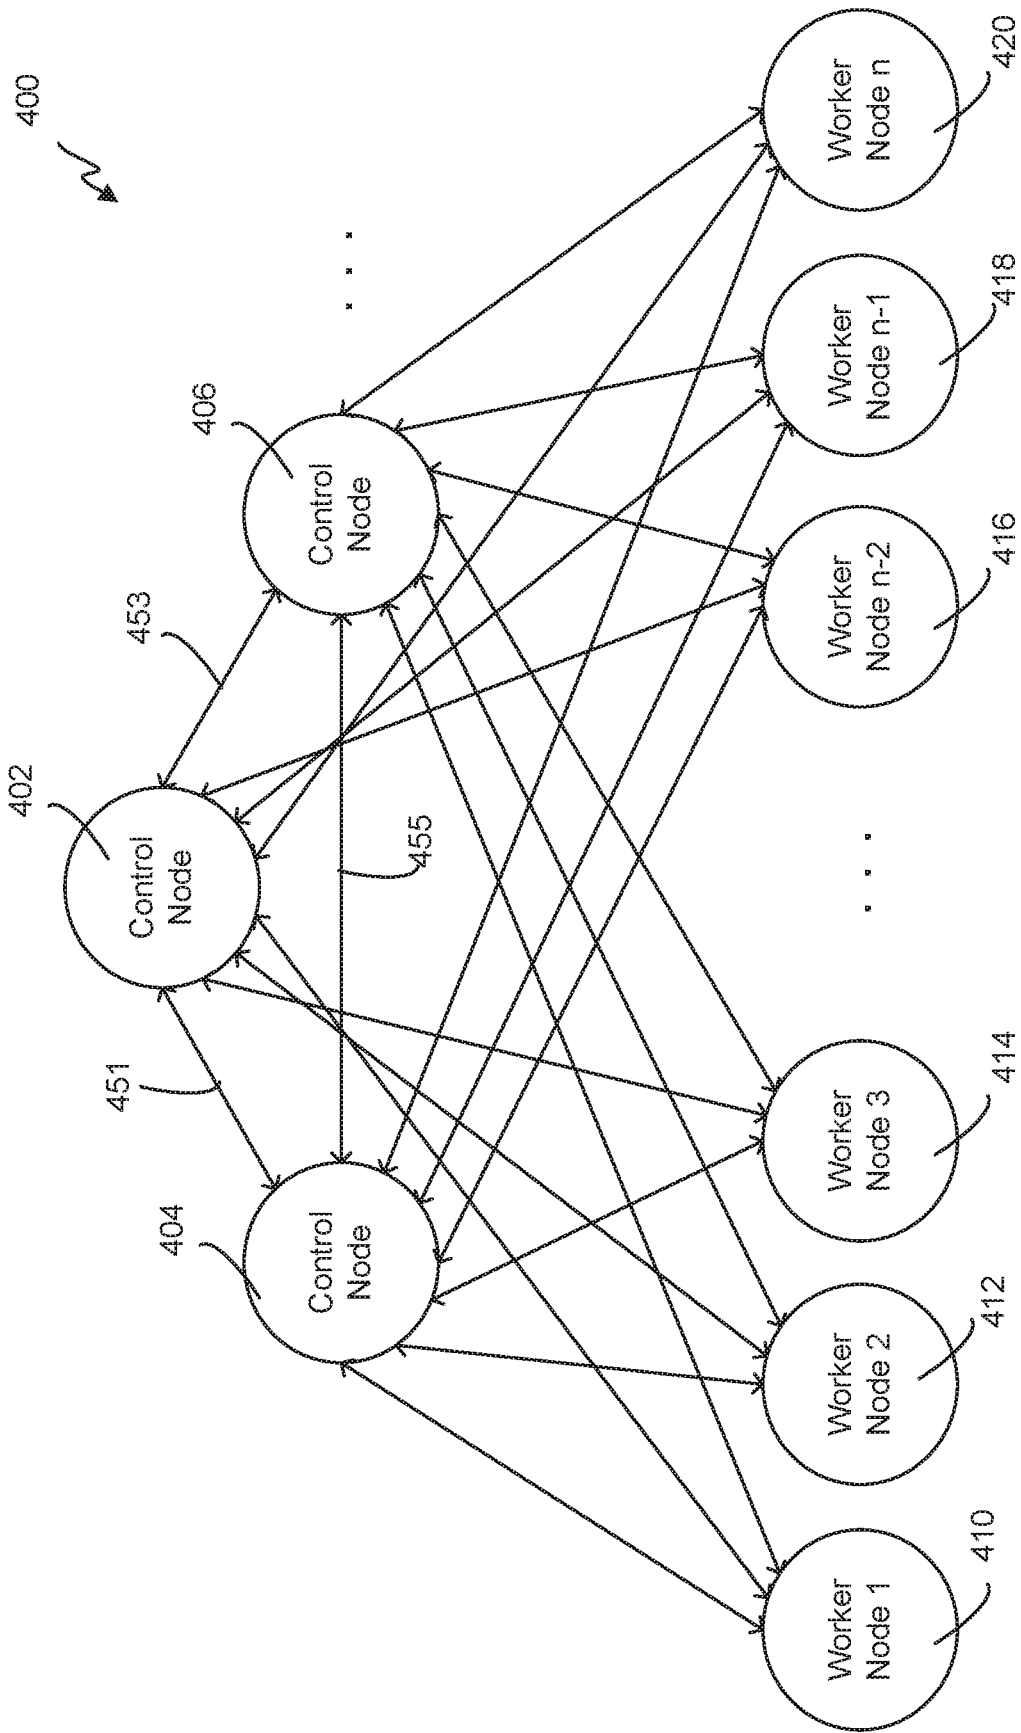 400
402
Control
Node
451
453
404
Control
Node
406
Control
Node
. . .
455
Worker
Node 1
Worker
Node 2
Worker
Node 3
. . .
Worker
Node n-2
Worker
Node n-1
Worker
Node n
410
412
414
416
418
420